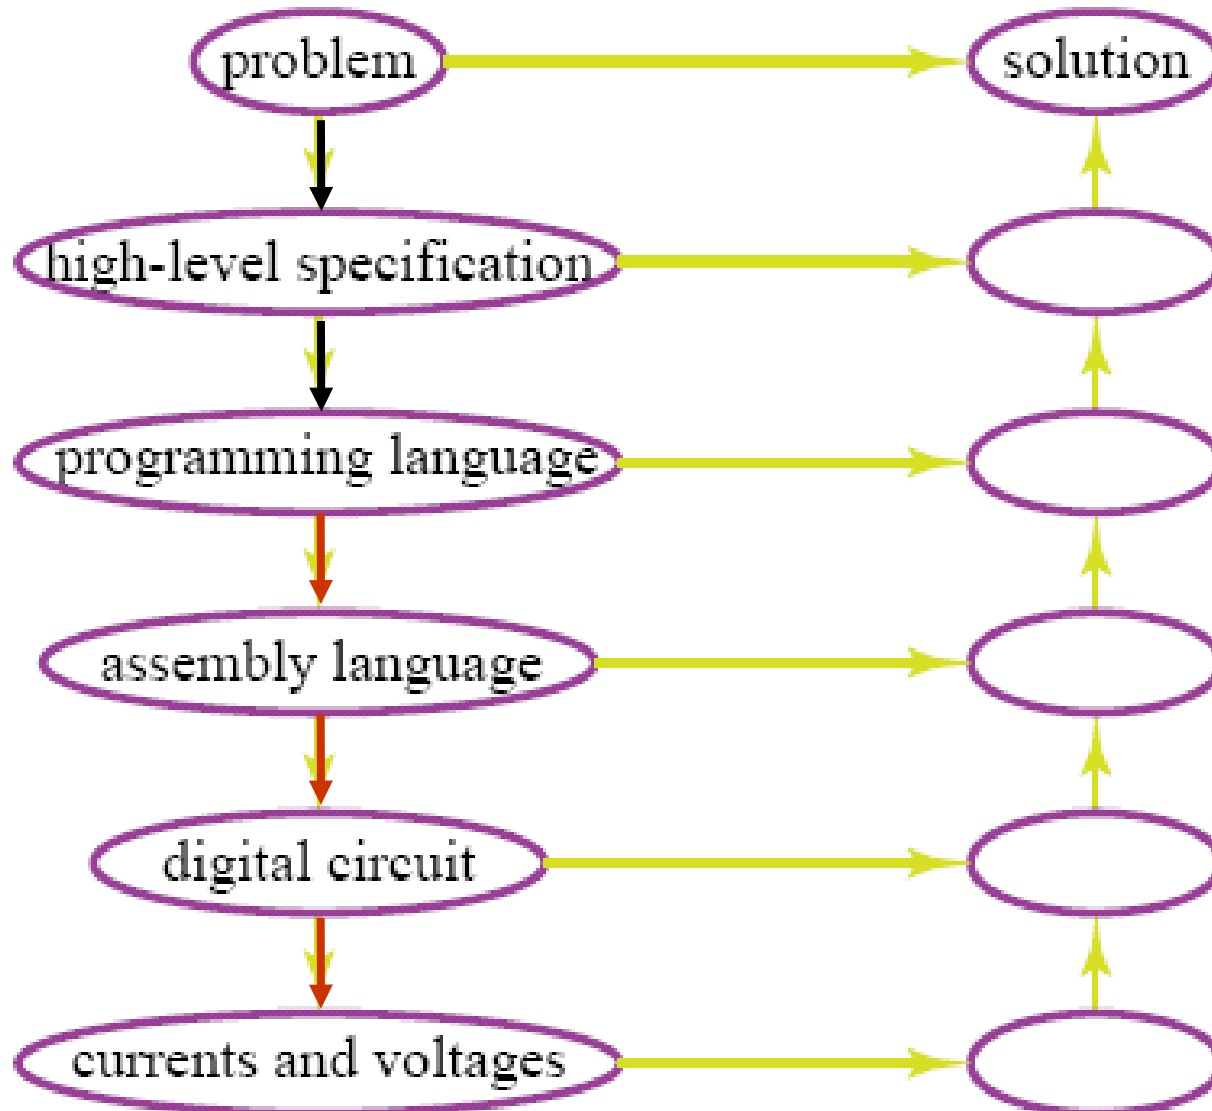 problem
solution
high-level specification
programming language
assembly language
digital circuit
currents and voltages